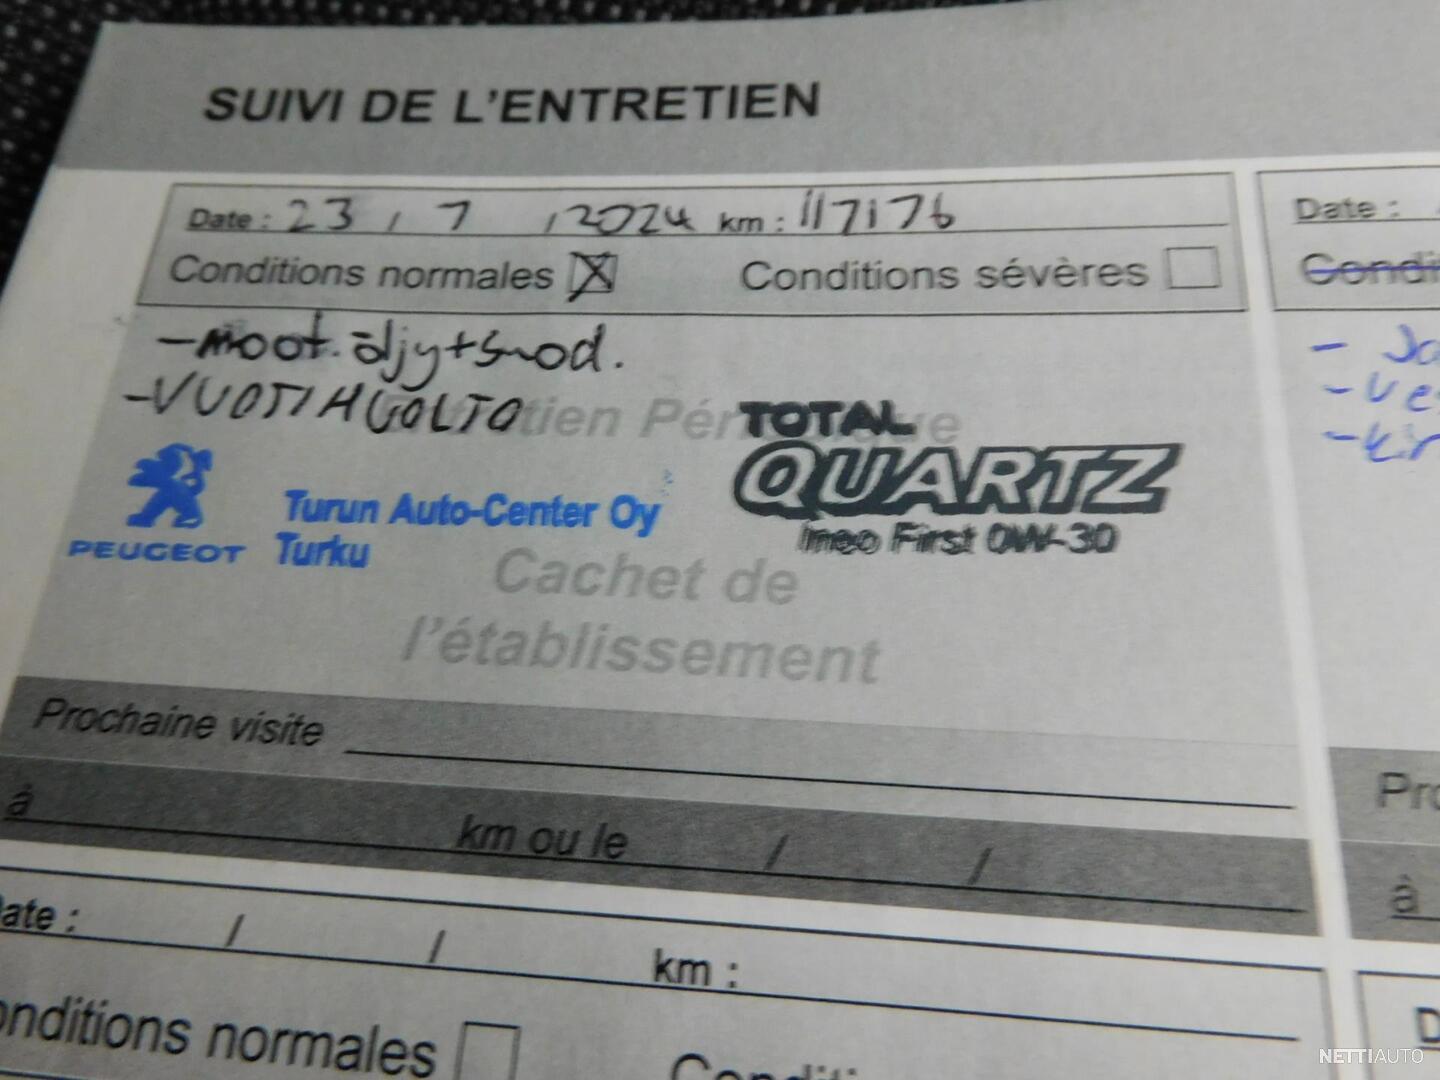 SUIVI DE L'ENTRETIEN
Date : 23 / 7 / 2024 km : 117176
Conditions normales X Conditions sévères
- moot. öljy+suod.
- VUOTIHUOLTO
TOTAL
QUARTZ
Ineo First 0W-30
PEUGEOT
Turun Auto-Center Oy
Turku
Cachet de
l'établissement
Prochaine visite
à km ou le / /
Date :
Date : / / km :
Conditions normales
NETTIAUTO